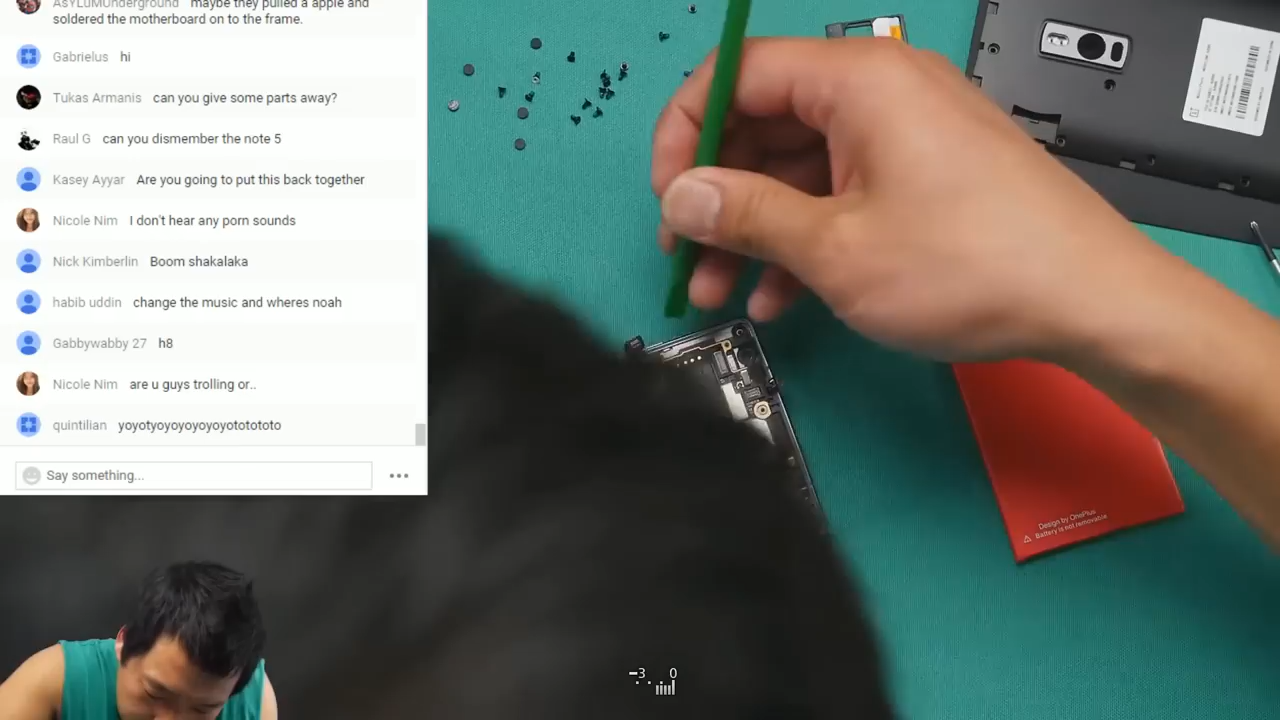 AsYLuMUnderground maybe they pulled a apple and
soldered the motherboard on to the frame.
Gabrielus hi
Tukas Armanis can you give some parts away?
Raul G can you dismember the note 5
Kasey Ayyar Are you going to put this back together
Nicole Nim I don't hear any porn sounds
Nick Kimberlin Boom shakalaka
habib uddin change the music and wheres noah
Gabbywabby 27 h8
Nicole Nim are u guys trolling or..
quintilian yoyotyoyoyoyoyoyotototototo
Say something...
Design by OnePlus
Battery is not removable
-3 0